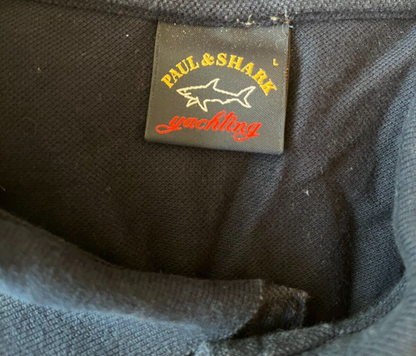 PAUL & SHARK
L
yachting